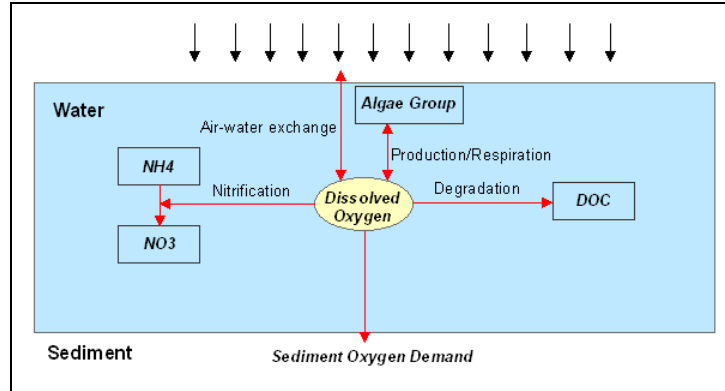 Water
Algae Group
Air-water exchange
Production/Respiration
NH4
Nitrification
Dissolved
Oxygen
Degradation
DOC
NO3
Sediment
Sediment Oxygen Demand